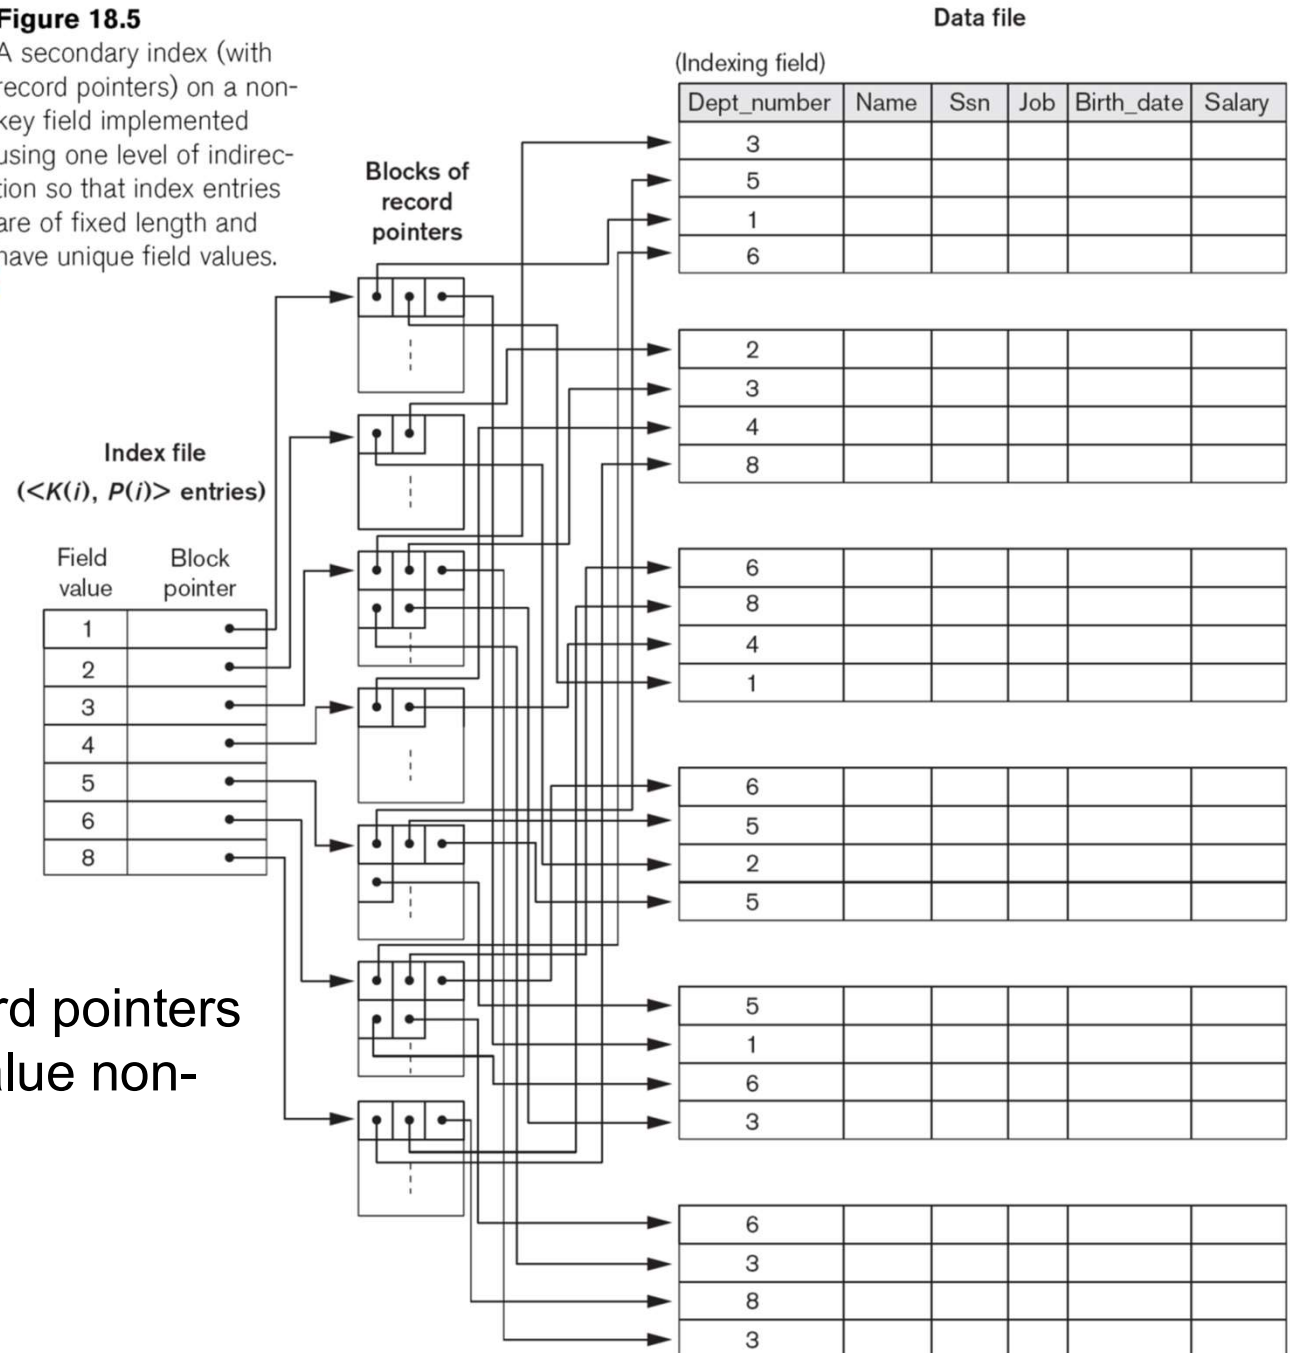 Figure 18.5
A secondary index (with
record pointers) on a non-
key field implemented
using one level of indirec-
tion so that index entries
are of fixed length and
have unique field values.
Data file
(Indexing field)
Dept_number Name Ssn Job Birth_date Salary
3
5
1
6
2
3
4
8
6
8
4
1
6
5
2
5
5
1
6
3
6
3
8
3
Blocks of
record
pointers
Index file
(<K(i), P(i)> entries)
Field Block
value pointer
1
2
3
4
5
6
8
rd pointers
alue non-